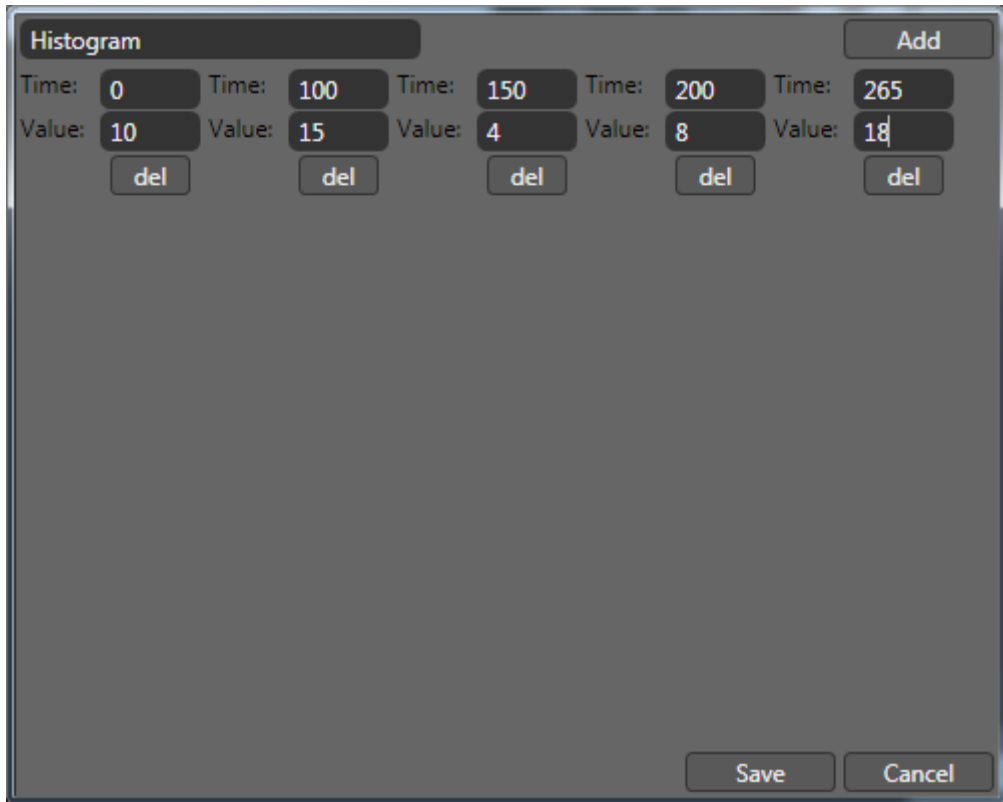 Histogram Add
Time: 0 Time: 100 Time: 150 Time: 200 Time: 265
Value: 10 Value: 15 Value: 4 Value: 8 Value: 18
del del del del del
Save Cancel